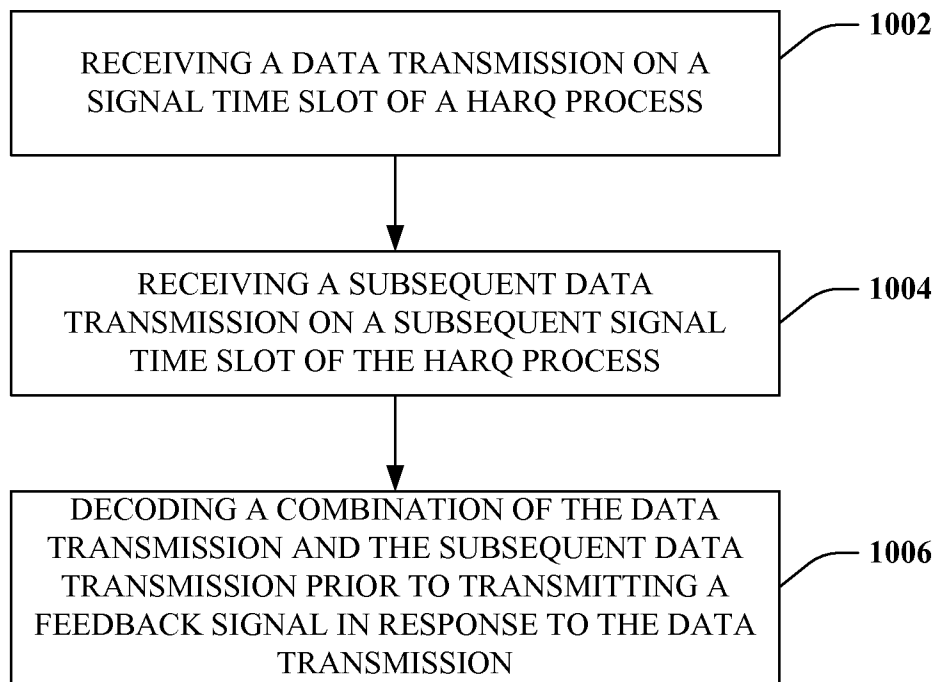 RECEIVING A DATA TRANSMISSION ON A
SIGNAL TIME SLOT OF A HARQ PROCESS
1002
RECEIVING A SUBSEQUENT DATA
TRANSMISSION ON A SUBSEQUENT SIGNAL
TIME SLOT OF THE HARQ PROCESS
1004
DECODING A COMBINATION OF THE DATA
TRANSMISSION AND THE SUBSEQUENT DATA
TRANSMISSION PRIOR TO TRANSMITTING A
FEEDBACK SIGNAL IN RESPONSE TO THE DATA
TRANSMISSION
1006